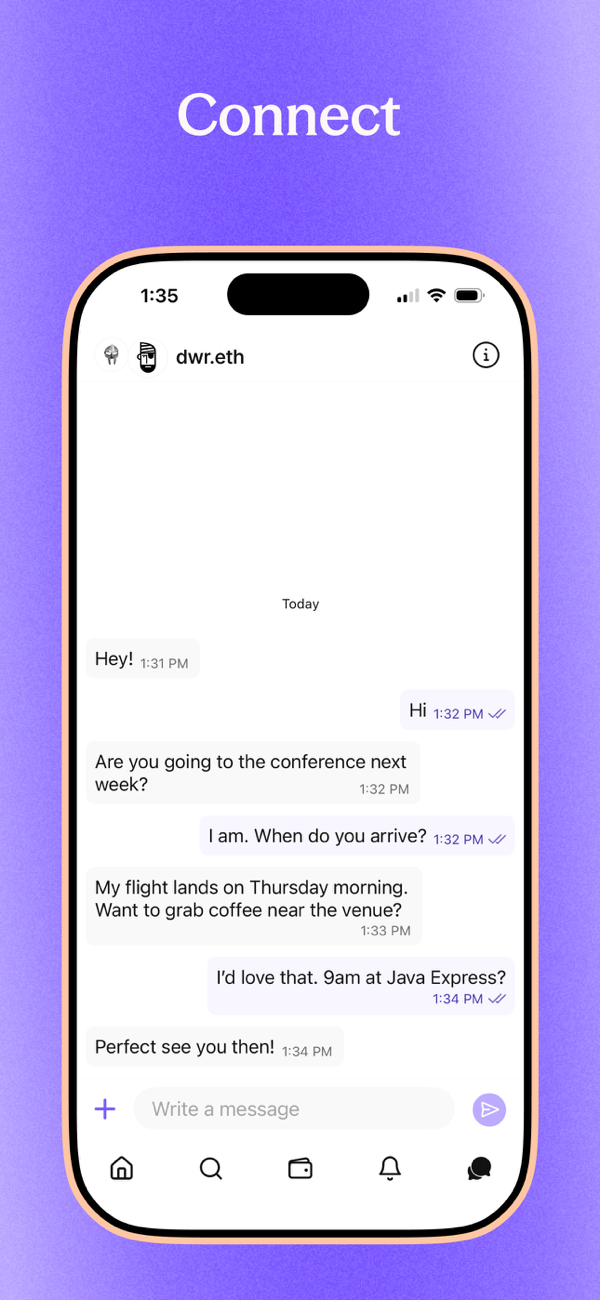 Connect
1:35
dwr.eth
Today
Hey! 1:31 PM
Hi 1:32 PM
Are you going to the conference next
week? 1:32 PM
I am. When do you arrive? 1:32 PM
My flight lands on Thursday morning.
Want to grab coffee near the venue?
1:33 PM
I’d love that. 9am at Java Express?
1:34 PM
Perfect see you then! 1:34 PM
Write a message